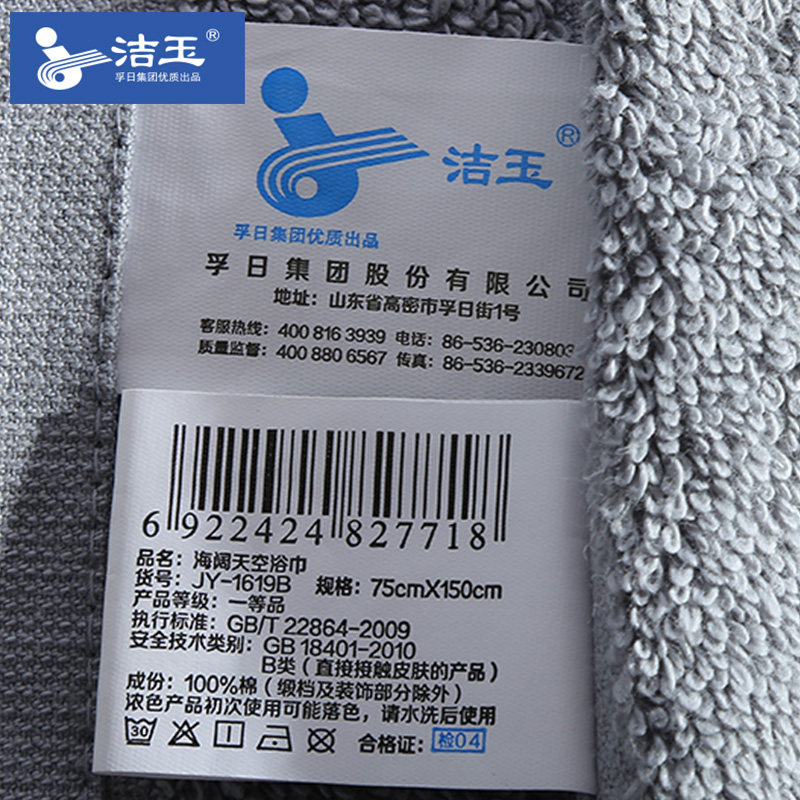 洁玉®
孚日集团优质出品
洁玉®
孚日集团优质出品
孚日集团股份有限公司
地址：山东省高密市孚日街1号
客服热线：400 816 3939 电话：86-536-230803
质量监督：400 880 6567 传真：86-536-2339672
6 922424 827718
品名：海阔天空浴巾
货号：JY-1619B 规格：75cmX150cm
产品等级：一等品
执行标准：GB/T 22864-2009
安全技术类别：GB 18401-2010
B类（直接接触皮肤的产品）
成份：100%棉（缎档及装饰部分除外）
浓色产品初次使用可能落色，请水洗后使用
30 合格证：检04